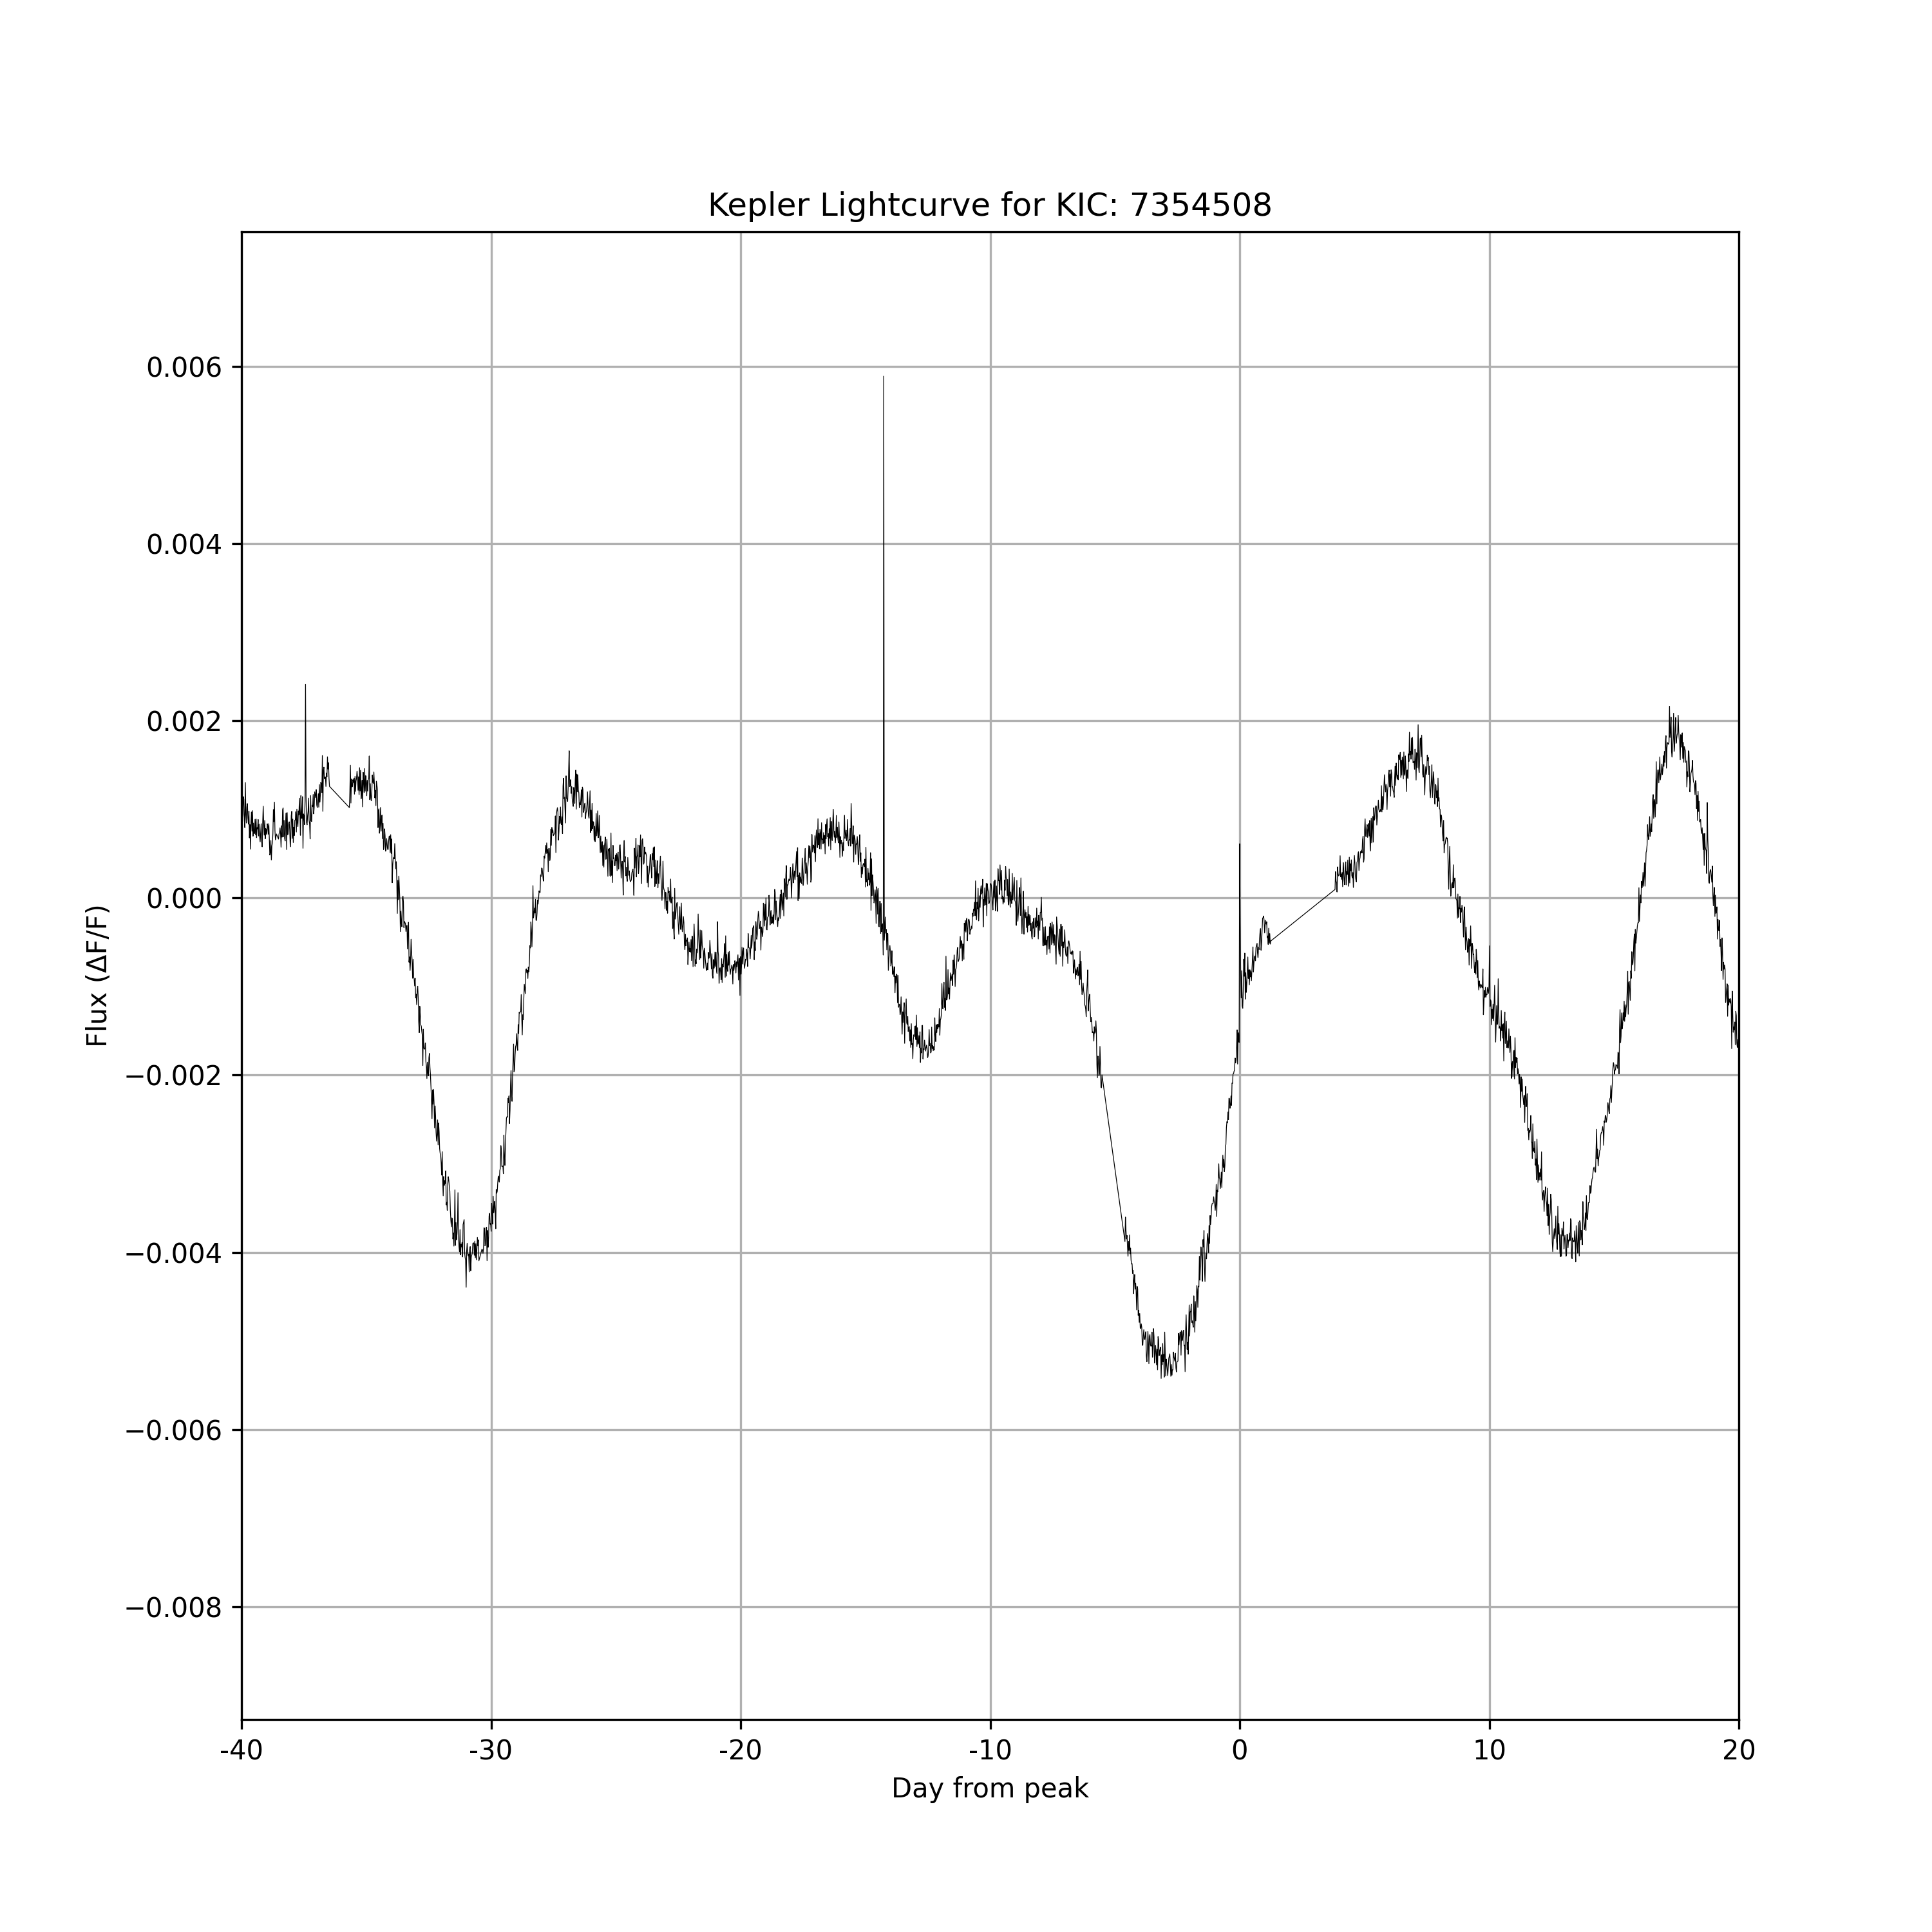 Kepler Lightcurve for KIC: 7354508
0.006
0.004
0.002
0.000
−0.002
−0.004
−0.006
−0.008
Flux (ΔF/F)
-40 -30 -20 -10 0 10 20
Day from peak